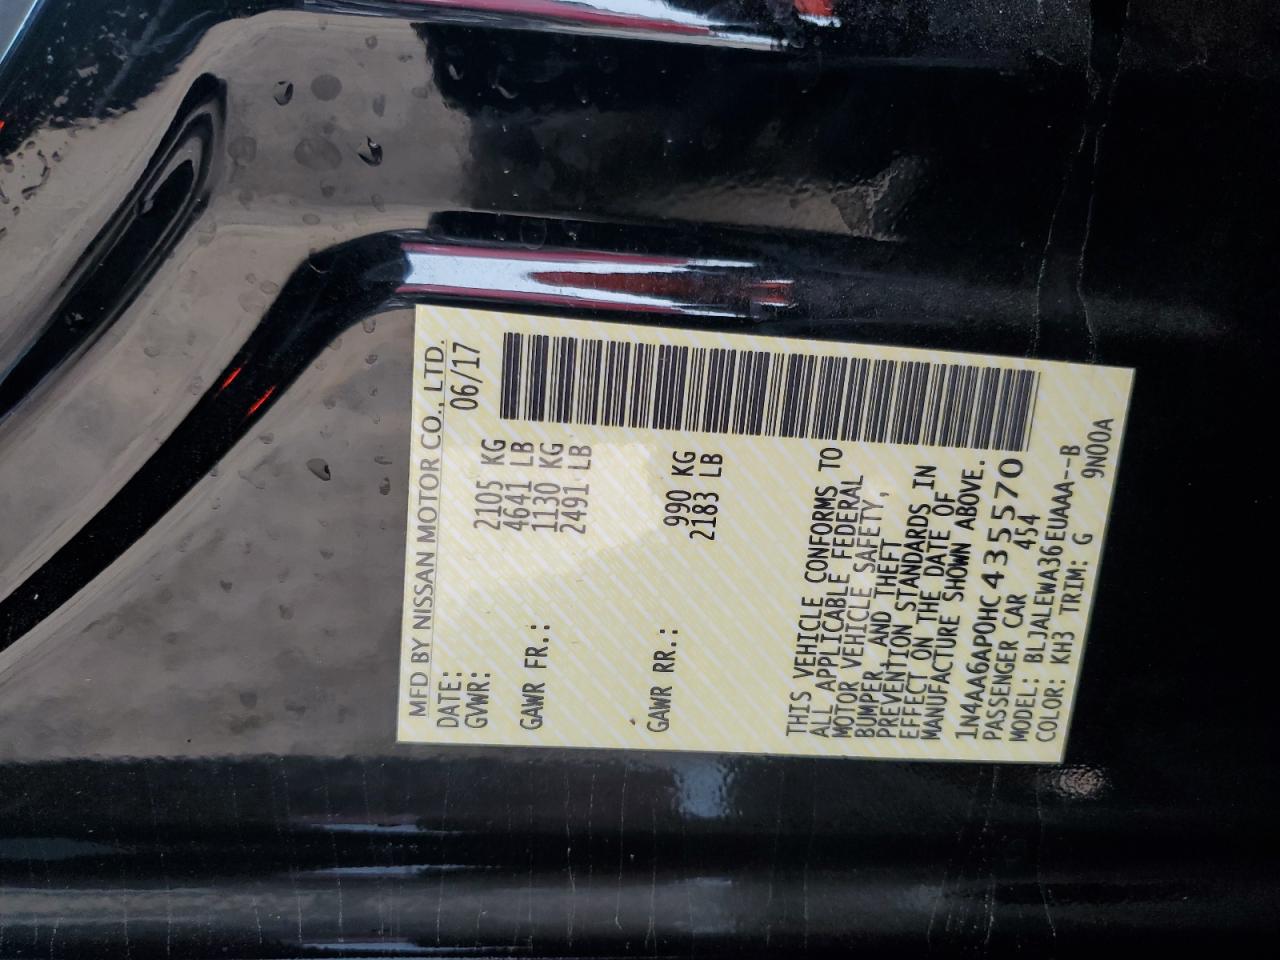 MFD BY NISSAN MOTOR CO., LTD.
DATE: 06/17
GVWR: 2105 KG
4641 LB
GAWR FR.: 1130 KG
2491 LB
GAWR RR.: 990 KG
2183 LB
THIS VEHICLE CONFORMS TO
ALL APPLICABLE FEDERAL
MOTOR VEHICLE SAFETY,
BUMPER, AND THEFT
PREVENTION STANDARDS IN
EFFECT ON THE DATE OF
MANUFACTURE SHOWN ABOVE.
1N4AA6AP0HC435570
PASSENGER CAR 454
MODEL: BLJALEWA36EUAAA--B
COLOR: KH3 TRIM: G 9N00A